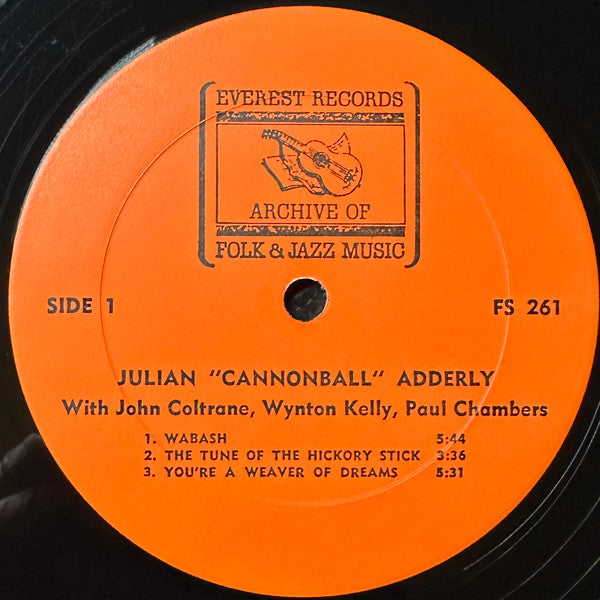 EVEREST RECORDS
ARCHIVE OF
FOLK & JAZZ MUSIC
SIDE 1 FS 261
JULIAN "CANNONBALL" ADDERLY
With John Coltrane, Wynton Kelly, Paul Chambers
1. WABASH 5:44
2. THE TUNE OF THE HICKORY STICK 3:36
3. YOU'RE A WEAVER OF DREAMS 5:31